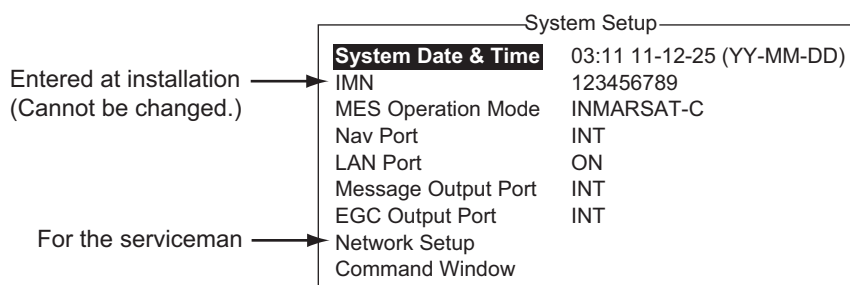 System Setup
System Date & Time 03:11 11-12-25 (YY-MM-DD)
Entered at installation
(Cannot be changed.)
IMN 123456789
MES Operation Mode INMARSAT-C
Nav Port INT
LAN Port ON
Message Output Port INT
EGC Output Port INT
For the serviceman
Network Setup
Command Window